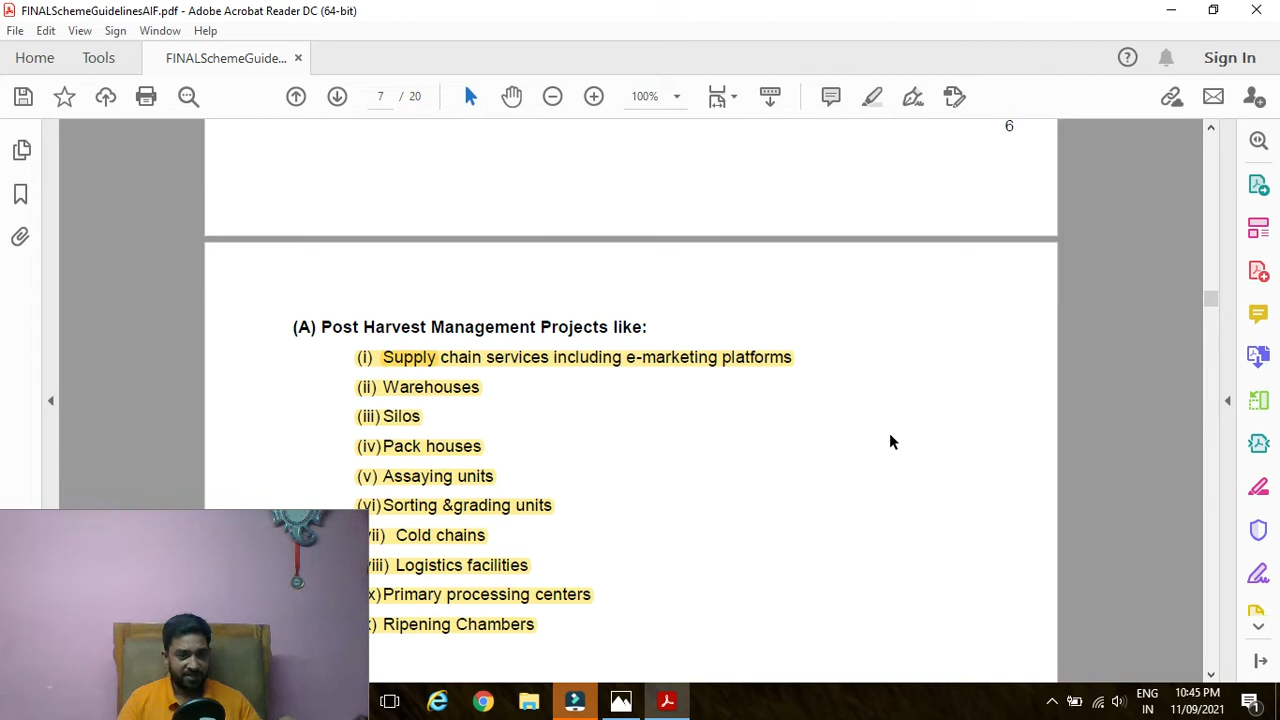 FINALSchemeGuidelinesAIF.pdf - Adobe Acrobat Reader DC (64-bit)
File Edit View Sign Window Help
Home Tools FINALSchemeGuide... Sign In
7 / 20 100%
6
(A) Post Harvest Management Projects like:
(i) Supply chain services including e-marketing platforms
(ii) Warehouses
(iii) Silos
(iv) Pack houses
(v) Assaying units
(vi) Sorting &grading units
vii) Cold chains
viii) Logistics facilities
x) Primary processing centers
x) Ripening Chambers
ENG 10:45 PM
IN 11/09/2021 1